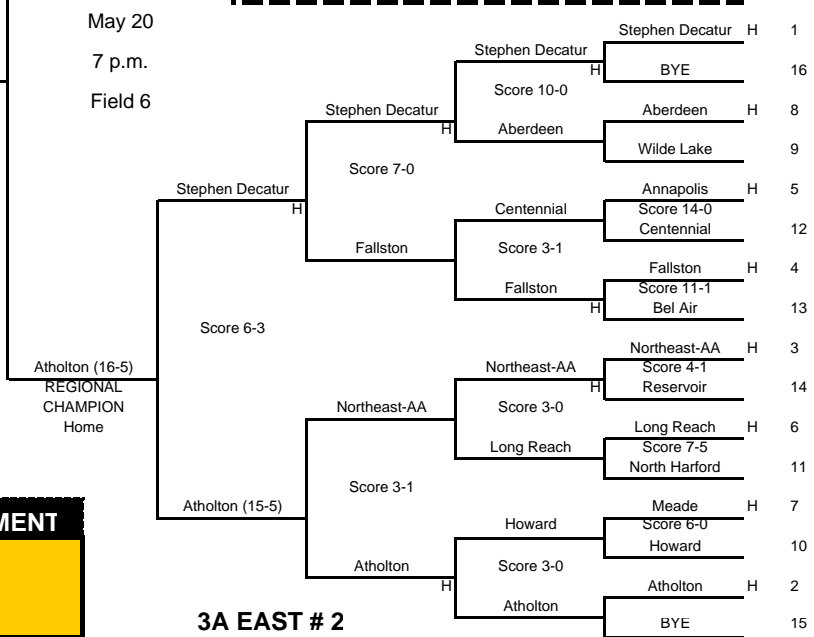 May 20
7 p.m.
Field 6
Stephen Decatur H 1
Stephen Decatur
H BYE 16
Score 10-0
Stephen Decatur Aberdeen H 8
H Aberdeen
Wilde Lake 9
Score 7-0
Stephen Decatur Annapolis H 5
H Centennial Score 14-0
Centennial 12
Fallston Score 3-1
Fallston H 4
Fallston Score 11-1
H Bel Air 13
Score 6-3
Northeast-AA H 3
Atholton (16-5) Northeast-AA Score 4-1
REGIONAL H Reservoir 14
CHAMPION Northeast-AA Score 3-0
Home Long Reach H 6
Long Reach Score 7-5
North Harford 11
Score 3-1
Atholton (15-5) Meade H 7
MENT Howard Score 6-0
Howard 10
Atholton Score 3-0
H Atholton H 2
Atholton
3A EAST # 2 BYE 15